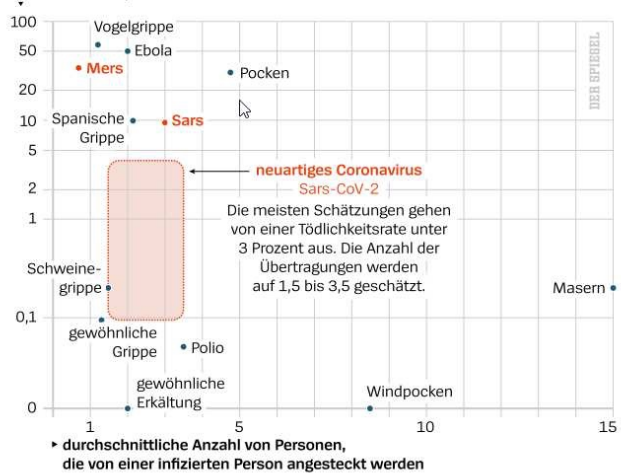 100
Vogelgrippe
50
Ebola
Mers
Pocken
20
DER SPIEGEL
10
Spanische
Grippe
Sars
5
neuartiges Coronavirus
Sars-CoV-2
2
Die meisten Schätzungen gehen
von einer Tödlichkeitsrate unter
3 Prozent aus. Die Anzahl der
Übertragungen werden
auf 1,5 bis 3,5 geschätzt.
1
Schweine-
grippe
Masern
0,1
gewöhnliche
Grippe
Polio
gewöhnliche
Erkältung
Windpocken
0
1 5 10 15
durchschnittliche Anzahl von Personen,
die von einer infizierten Person angesteckt werden